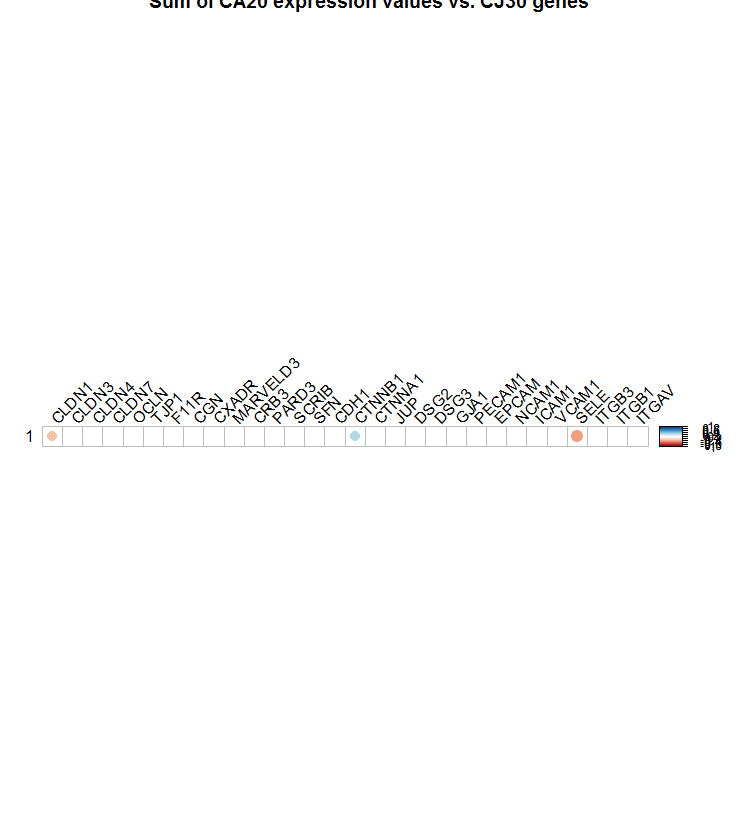 Sum of CA20 expression values vs. CJ30 genes
CLDN1
CLDN3
CLDN4
CLDN7
OCLN
TJP1
F11R
CGN
CXADR
MARVELD3
CRB3
PARD3
SCRIB
SFN
CDH1
CTNNB1
CTNNA1
JUP
DSG2
DSG3
GJA1
PECAM1
EPCAM
NCAM1
ICAM1
VCAM1
SELE
ITGB3
ITGB1
ITGAV
1